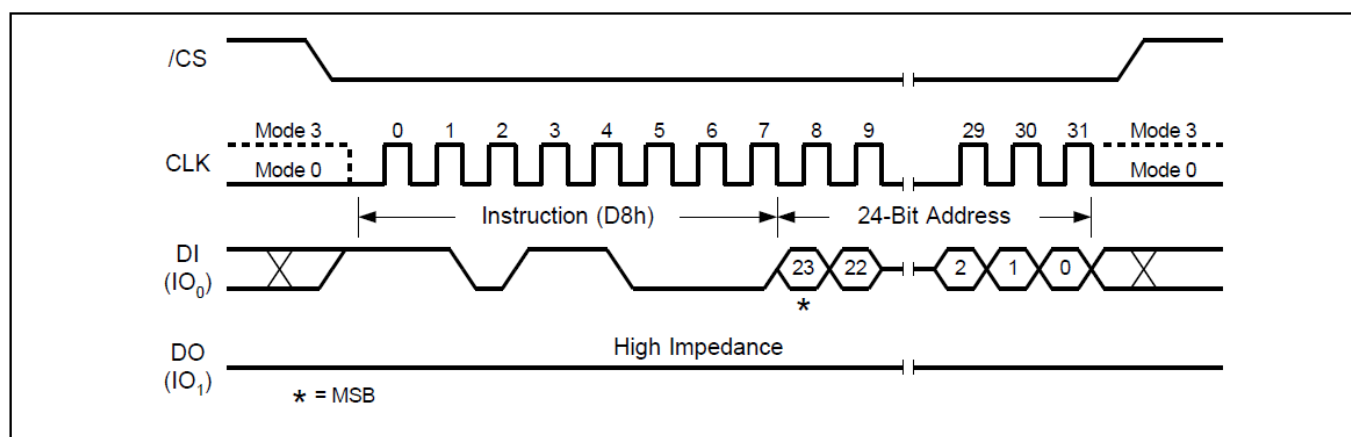 /CS
Mode 3 0 1 2 3 4 5 6 7 8 9 29 30 31 Mode 3
CLK
Mode 0 Mode 0
Instruction (D8h) 24-Bit Address
DI
(IO0)
23 22 2 1 0
*
High Impedance
DO
(IO1)
* = MSB